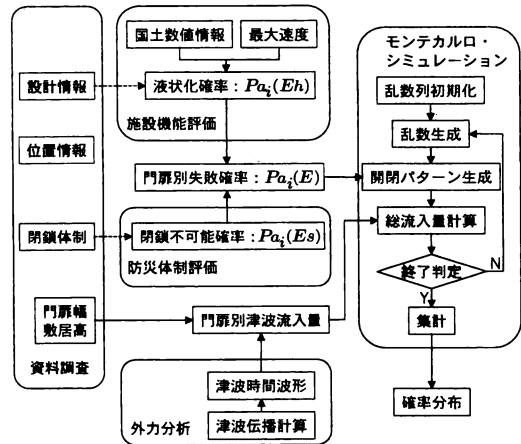 国土数値情報
最大速度
液状化確率：Pa_i(Eh)
施設機能評価
設計情報
位置情報
閉鎖体制
門扉幅
敷居高
資料調査
門扉別失敗確率：Pa_i(E)
閉鎖不可能確率：Pa_i(Es)
防災体制評価
門扉別津波流入量
津波時間波形
津波伝播計算
外力分析
モンテカルロ・
シミュレーション
乱数列初期化
乱数生成
開閉パターン生成
総流入量計算
終了判定
N
Y
集計
確率分布